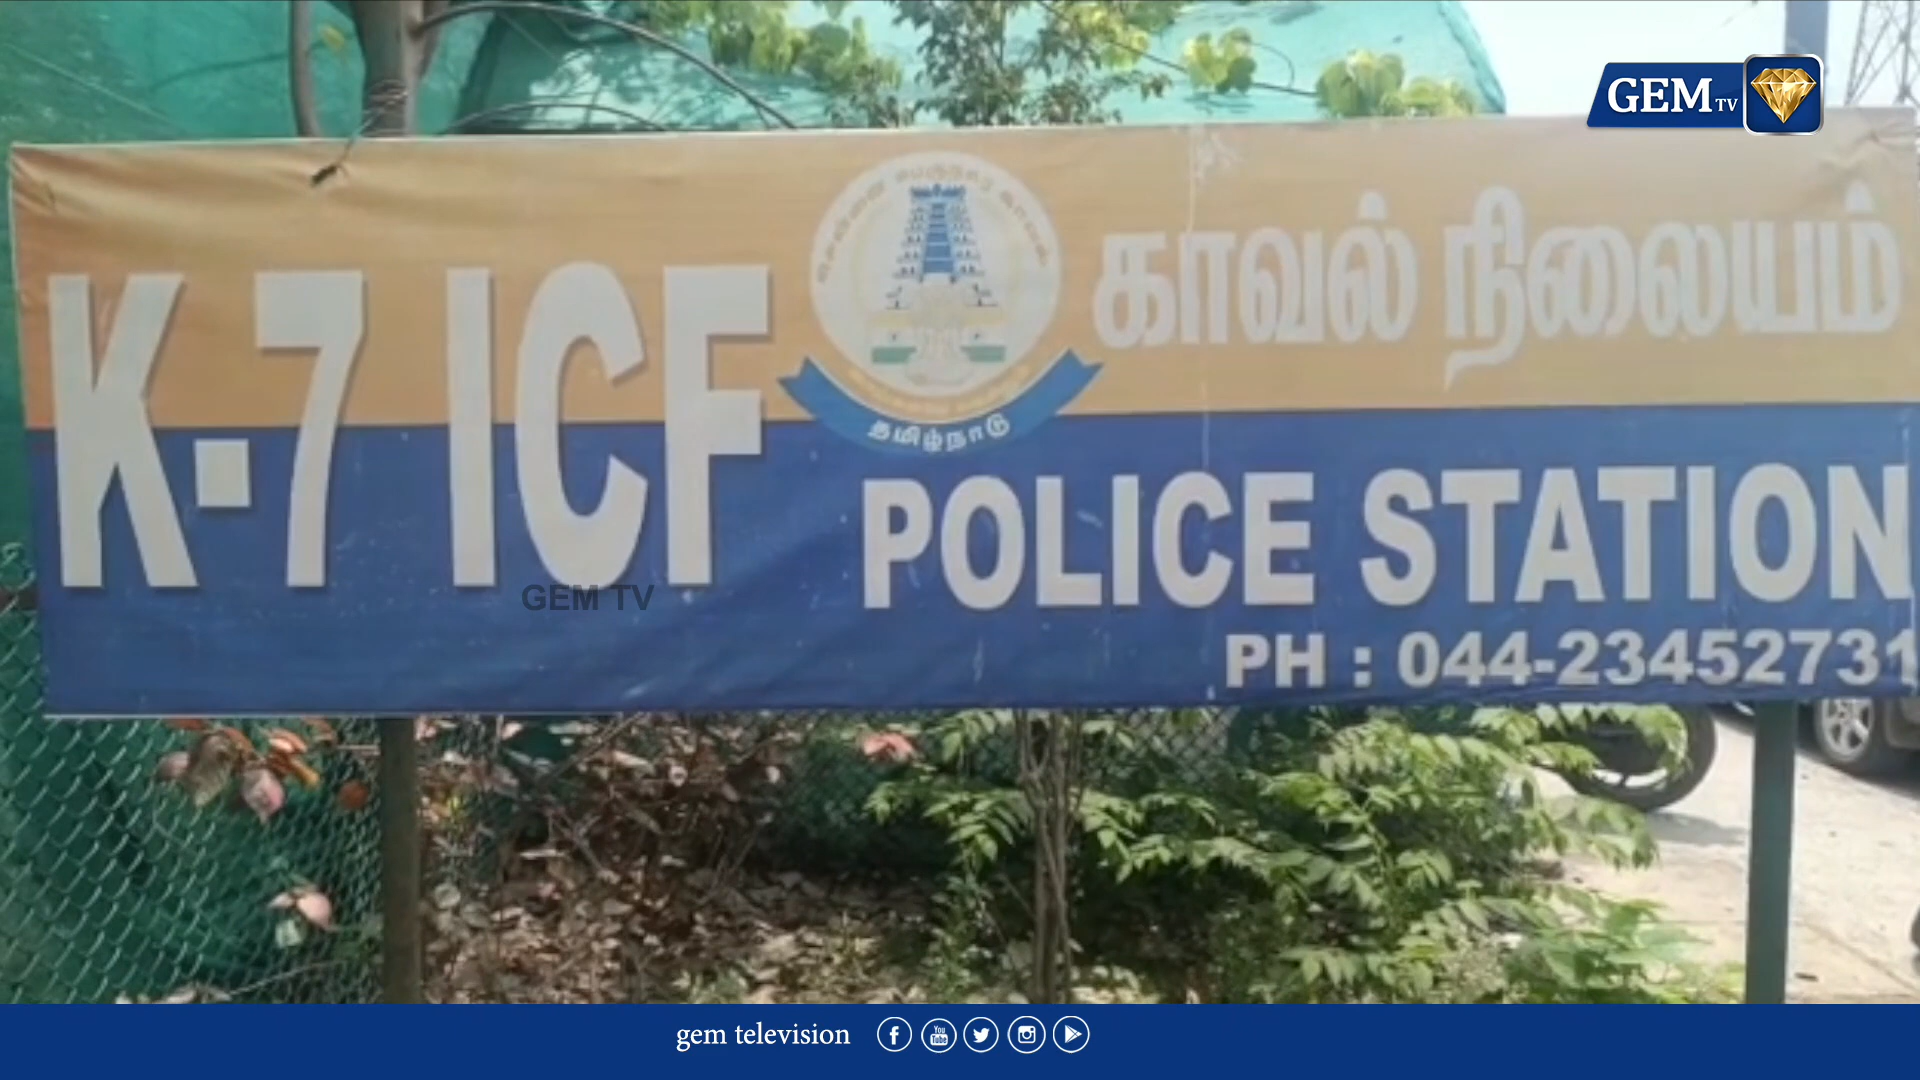 GEM TV
K-7 ICF
காவல் நிலையம்
தமிழ்நாடு
POLICE STATION
PH : 044-23452731
GEM TV
gem television